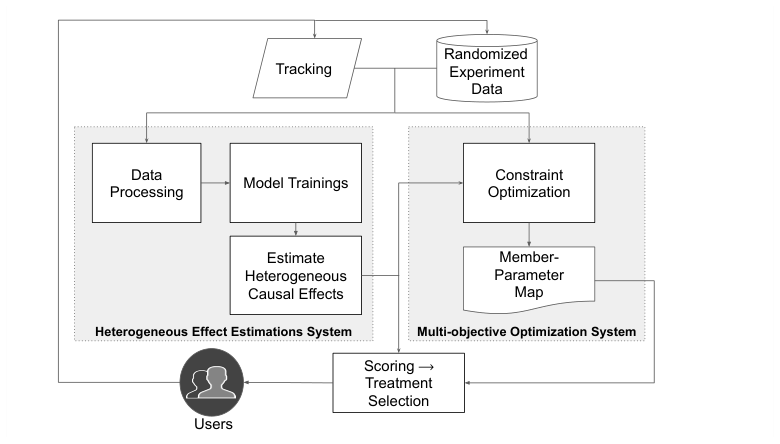 Tracking
Randomized
Experiment
Data
Data
Processing
Model Trainings
Constraint
Optimization
Estimate
Heterogeneous
Causal Effects
Member-
Parameter
Map
Heterogeneous Effect Estimations System
Multi-objective Optimization System
Scoring →
Treatment
Selection
Users